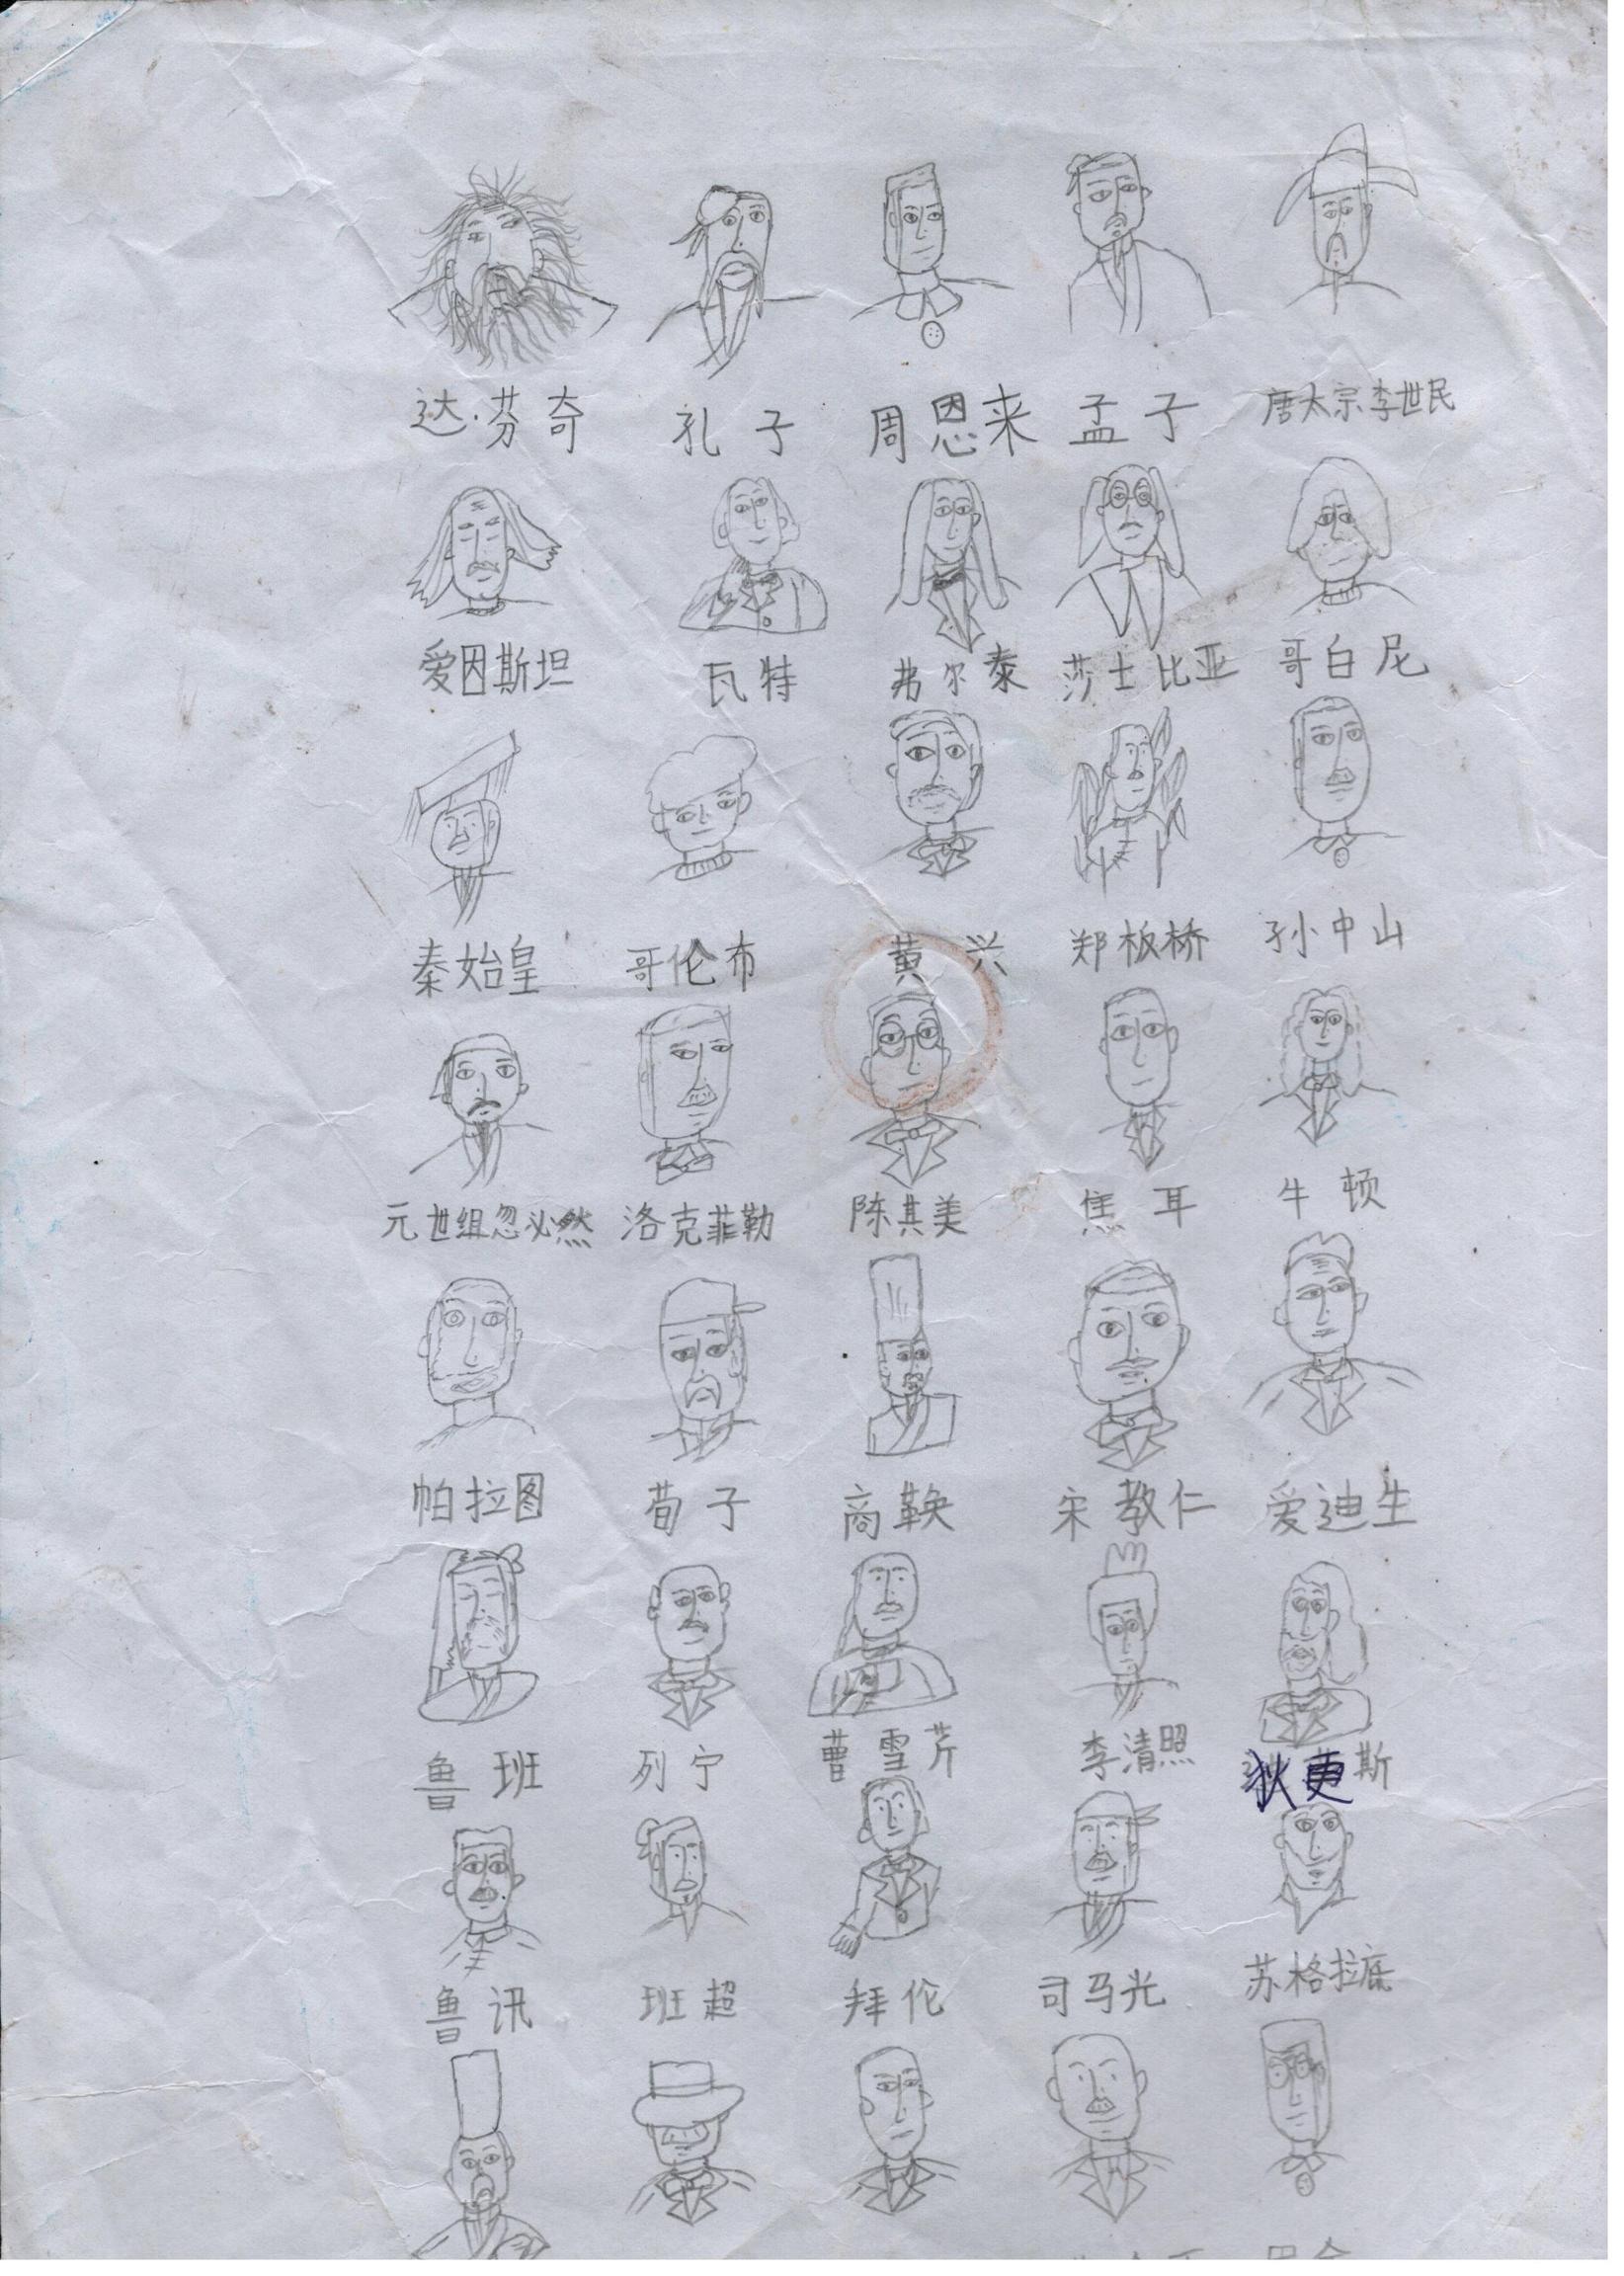 达·芬奇 孔子 周恩来 孟子 唐太宗李世民
爱因斯坦 瓦特 弗尔泰 莎士比亚 哥白尼
秦始皇 哥伦布 黄兴 郑板桥 孙中山
元世组忽必然 洛克菲勒 陈其美 焦耳 牛顿
帕拉图 荀子 商鞅 宋教仁 爱迪生
鲁班 列宁 曹雪芹 李清照 狄更斯
鲁讯 班超 拜伦 司马光 苏格拉底